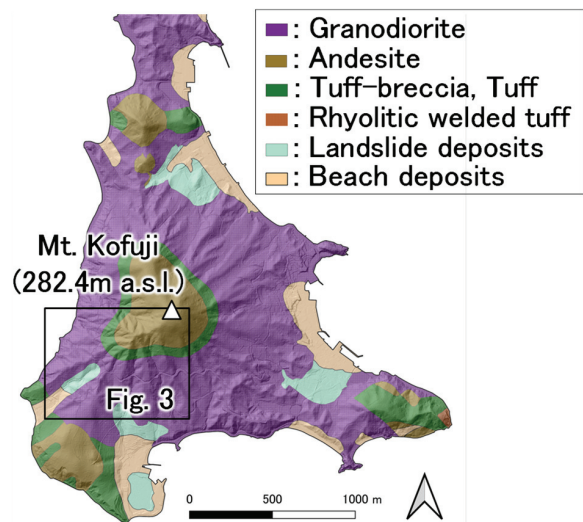 : Granodiorite
: Andesite
: Tuff-breccia, Tuff
: Rhyolitic welded tuff
: Landslide deposits
: Beach deposits
Mt. Kofuji
(282.4m a.s.l.)
Fig. 3
0 500 1000 m